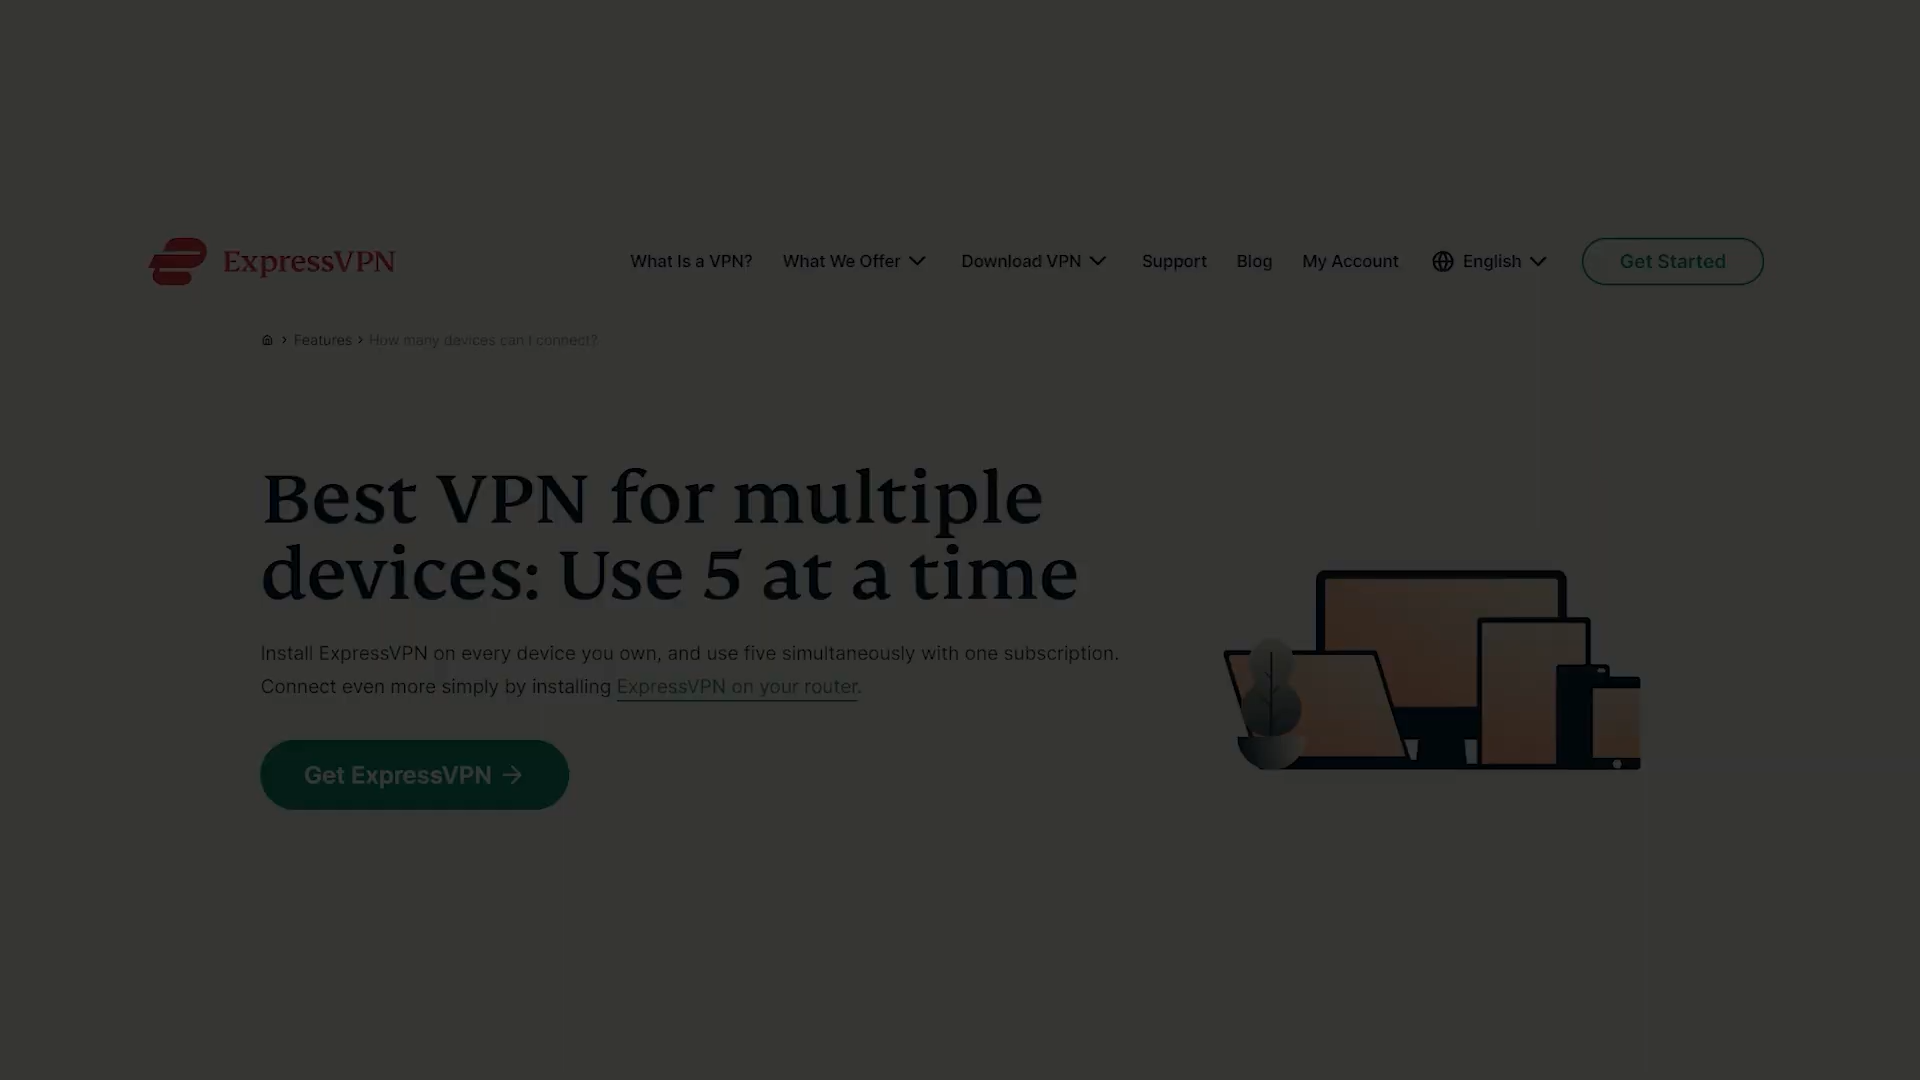 ExpressVPN
What Is a VPN? What We Offer Download VPN Support Blog My Account English Get Started
Features > How many devices can I connect?
Best VPN for multiple
devices: Use 5 at a time
Install ExpressVPN on every device you own, and use five simultaneously with one subscription.
Connect even more simply by installing ExpressVPN on your router.
Get ExpressVPN →